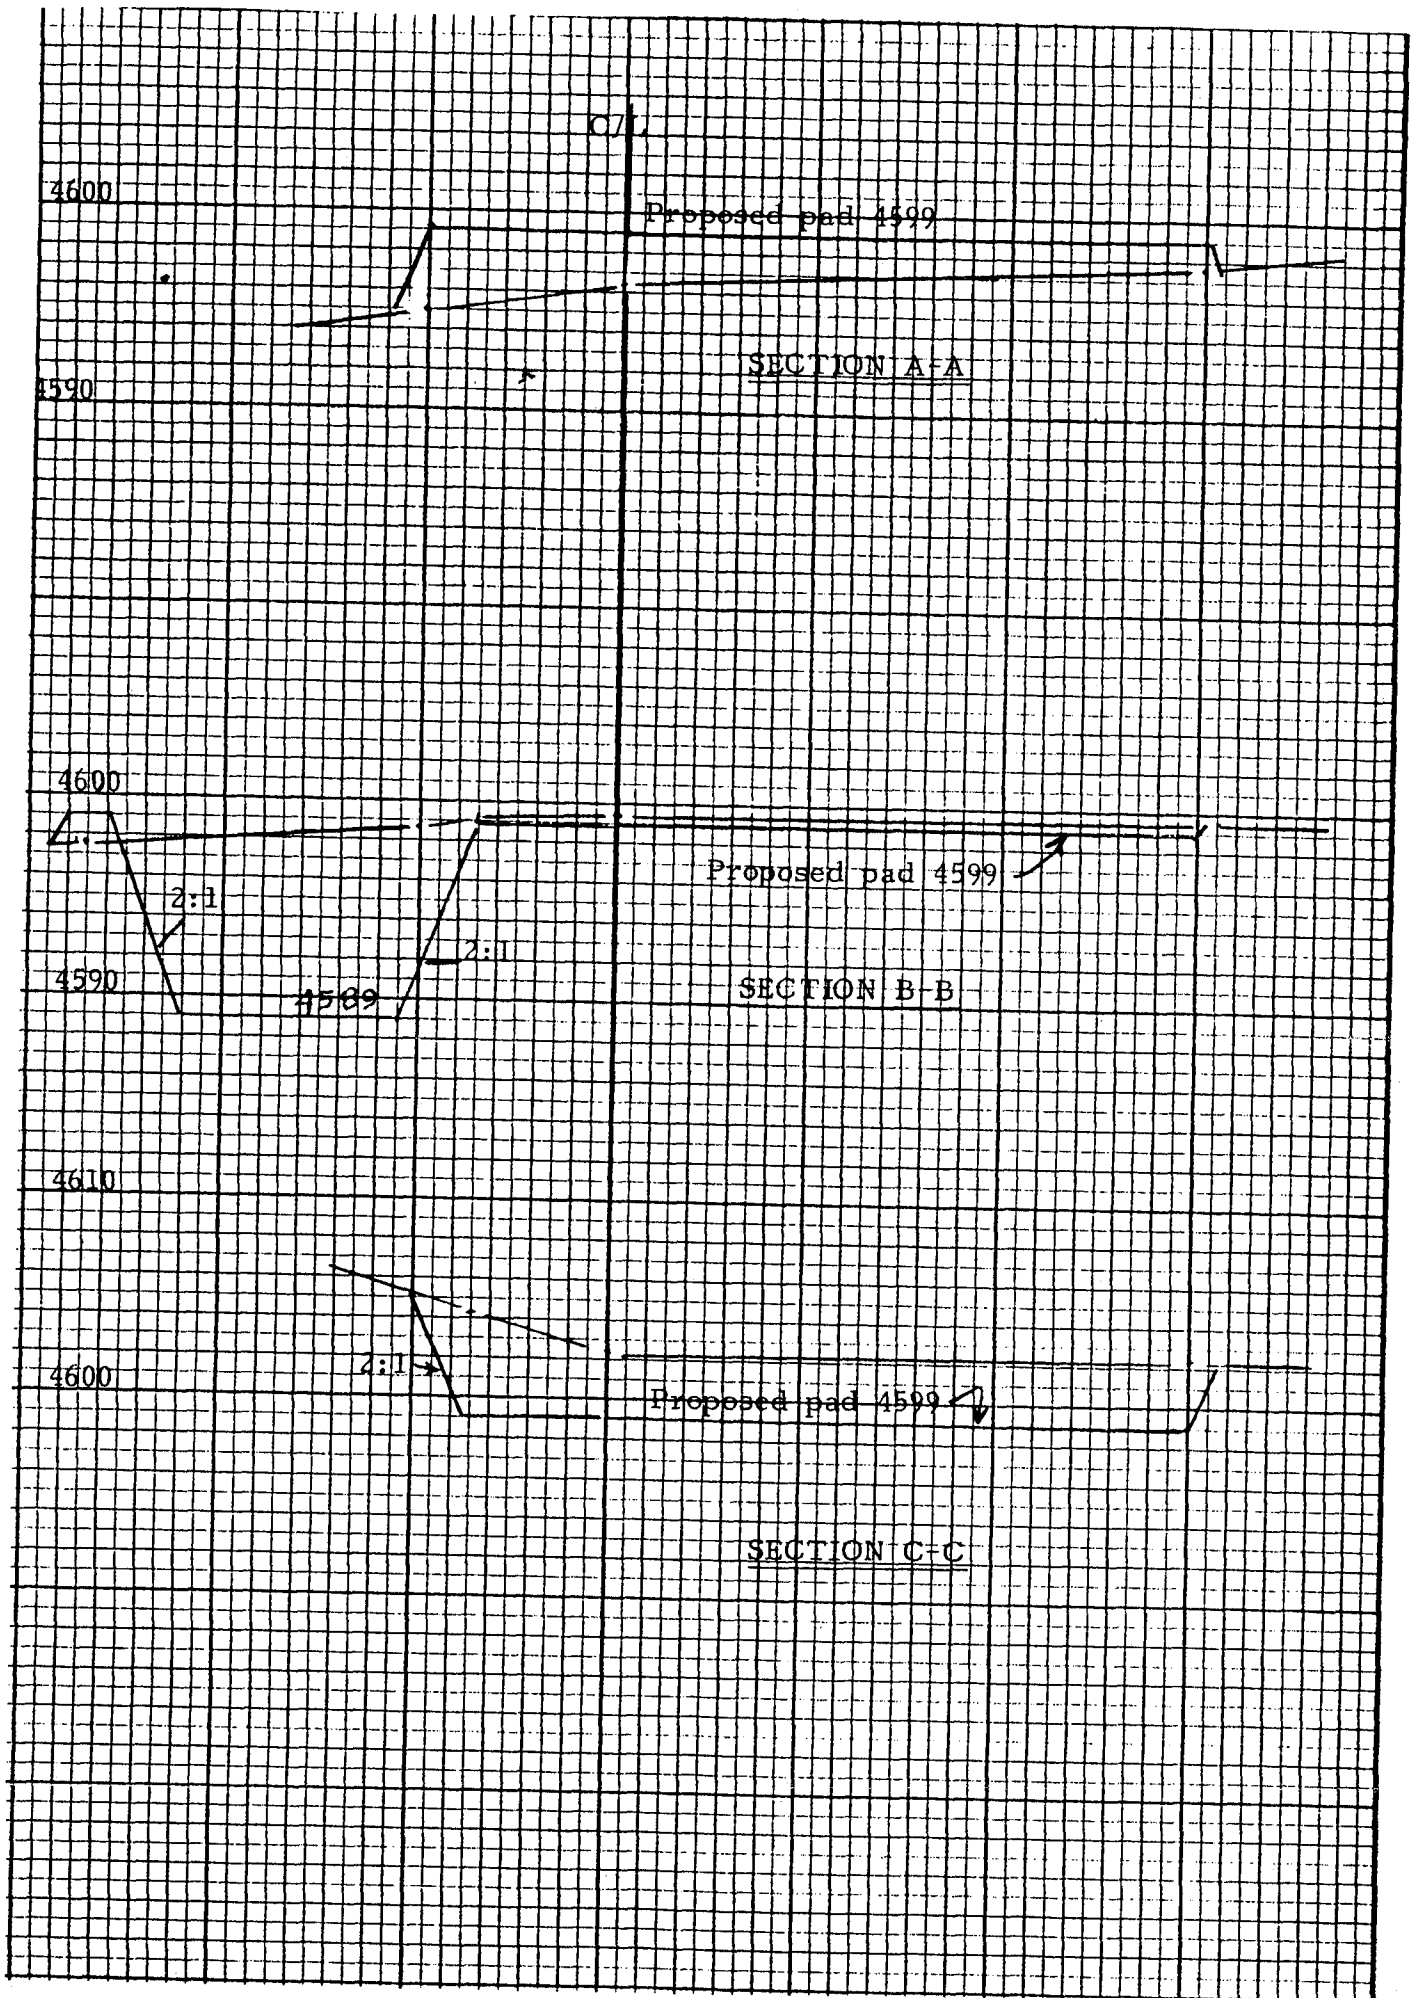 C/L
4600
Proposed pad 4599
SECTION A-A
4590
4600
Proposed pad 4599
2:1
2:1
4590
4589
SECTION B-B
4610
2:1
4600
Proposed pad 4599
SECTION C-C